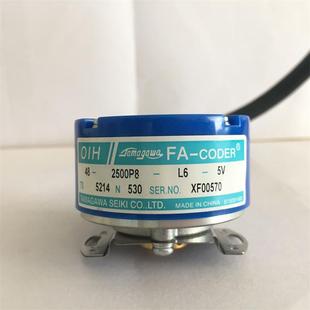 OIH Tamagawa FA-CODER®
48- 2500P8 - L6 - 5V
TS 5214 N 530 SER.NO. XF00570
TAMAGAWA SEIKI CO.,LTD. MADE IN CHINA